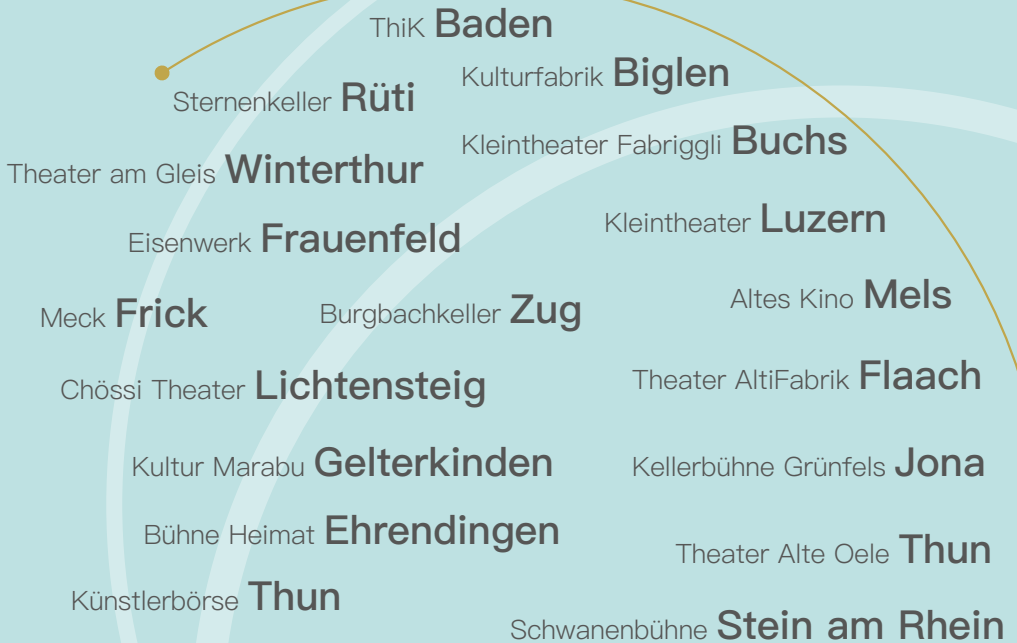 ThiK Baden
Kulturfabrik Biglen
Sternenkeller Rüti
Kleintheater Fabriggli Buchs
Theater am Gleis Winterthur
Kleintheater Luzern
Eisenwerk Frauenfeld
Altes Kino Mels
Meck Frick
Burgbachkeller Zug
Theater AltiFabrik Flaach
Chössi Theater Lichtensteig
Kultur Marabu Gelterkinden
Kellerbühne Grünfels Jona
Bühne Heimat Ehrendingen
Theater Alte Oele Thun
Künstlerbörse Thun
Schwanenbühne Stein am Rhein